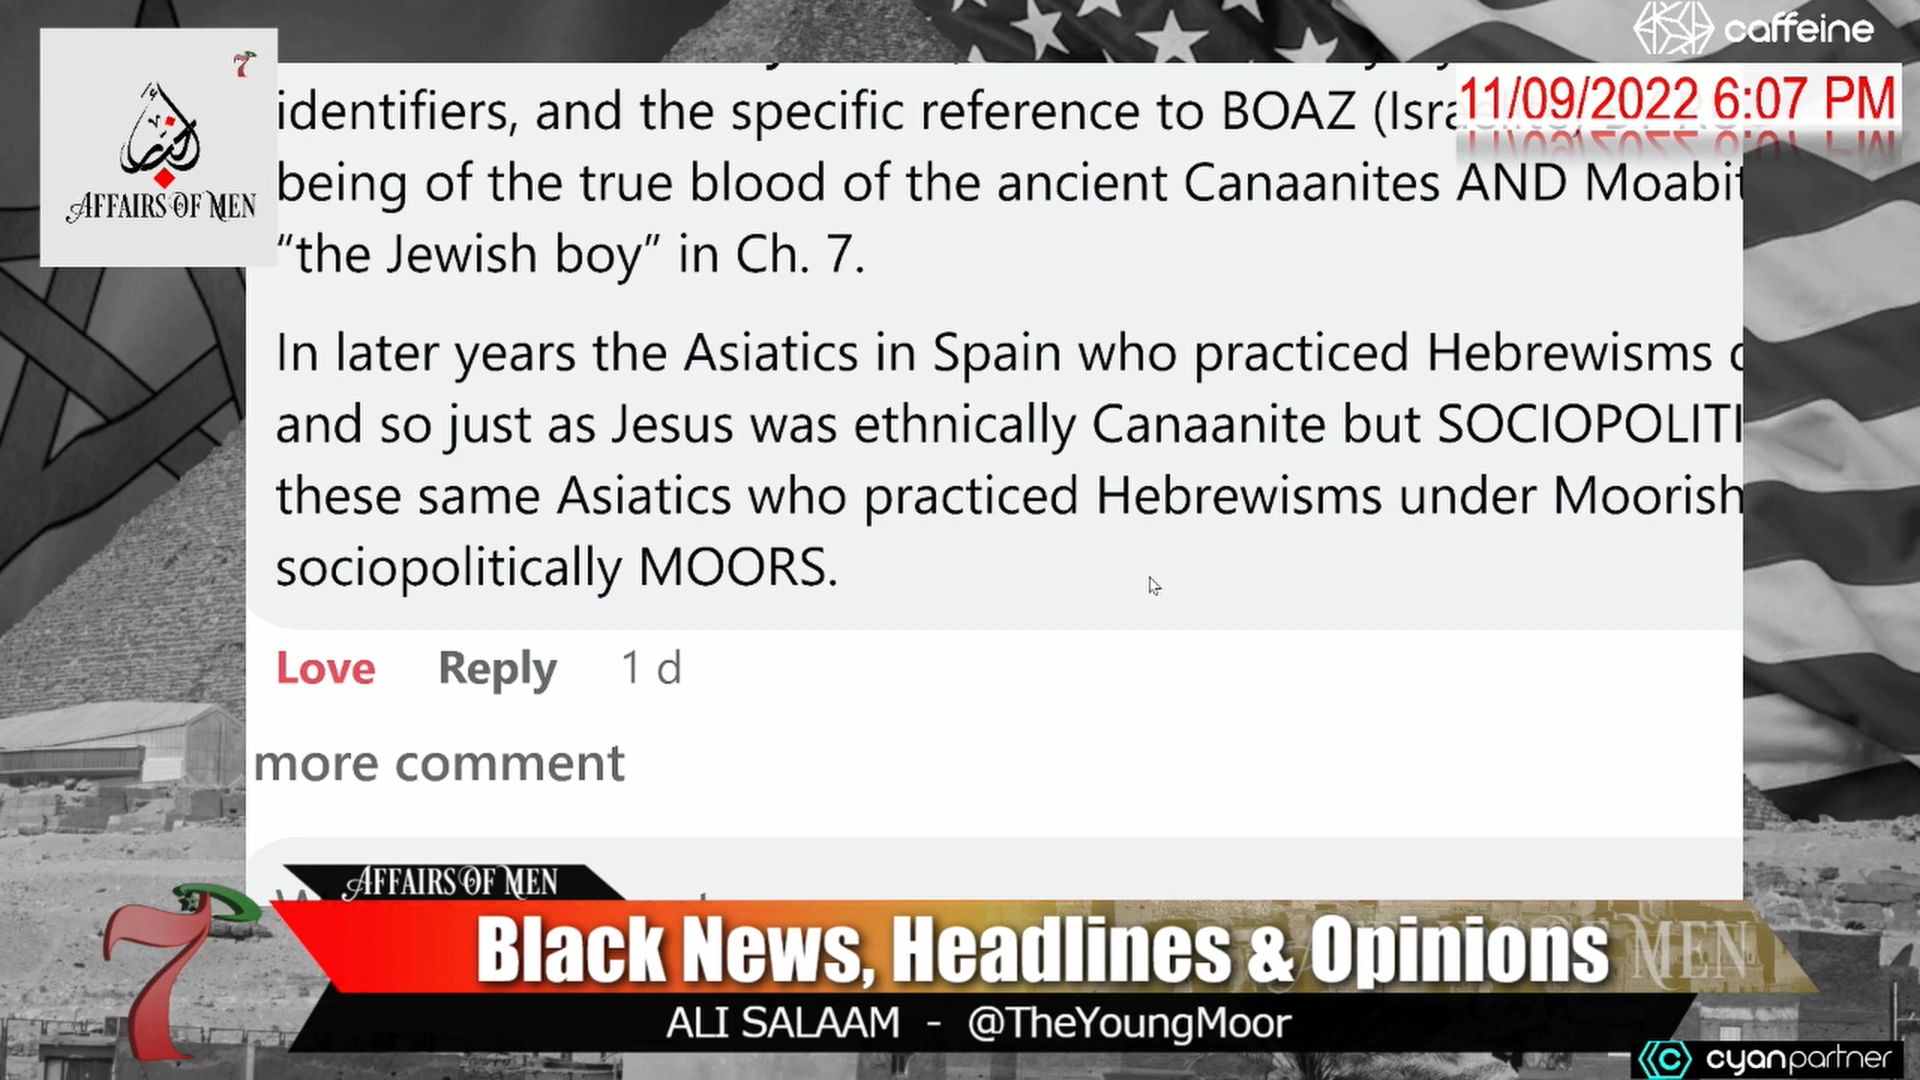 caffeine
11/09/2022 6:07 PM
AFFAIRS OF MEN
identifiers, and the specific reference to BOAZ
being of the true blood of the ancient Canaanites AND
“the Jewish boy” in Ch. 7.
In later years the Asiatics in Spain who practiced Hebrewisms
and so just as Jesus was ethnically Canaanite but
these same Asiatics who practiced Hebrewisms under Moorish
sociopolitically MOORS.
Love Reply 1 d
more comment
AFFAIRS OF MEN
Black News, Headlines & Opinions
MEN
ALI SALAAM - @TheYoungMoor
cyanpartner